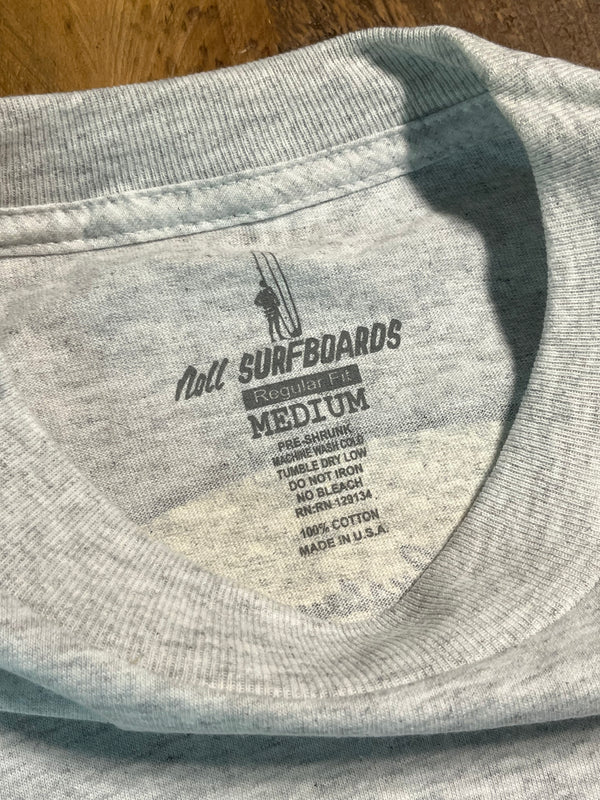 Noll SURFBOARDS
Regular Fit
MEDIUM
PRE-SHRUNK
MACHINE WASH COLD
TUMBLE DRY LOW
DO NOT IRON
NO BLEACH
RN:RN 129134
100% COTTON
MADE IN U.S.A.